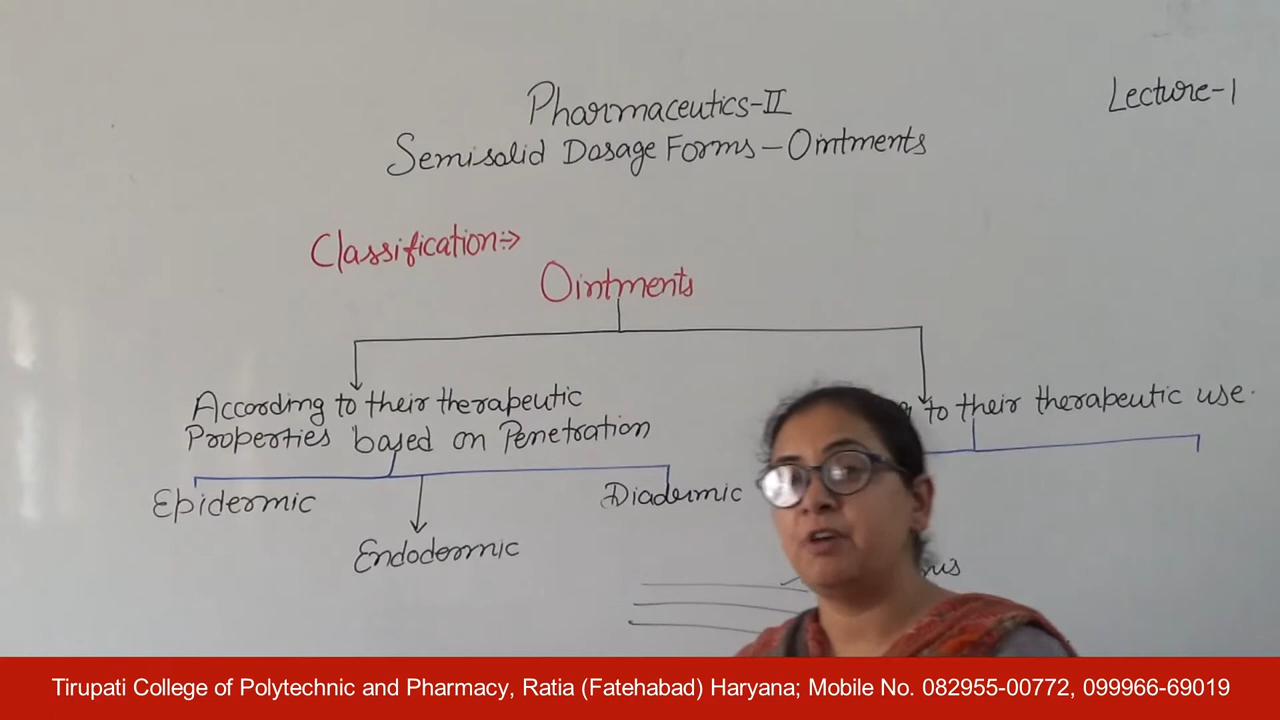 Pharmaceutics-II
Lecture-1
Semisolid Dosage Forms - Ointments
Classification:->
Ointments
According to their therapeutic
Properties based on Penetration
to their therapeutic use.
Epidermic
Diadermic
Endodermic
Tirupati College of Polytechnic and Pharmacy, Ratia (Fatehabad) Haryana; Mobile No. 082955-00772, 099966-69019